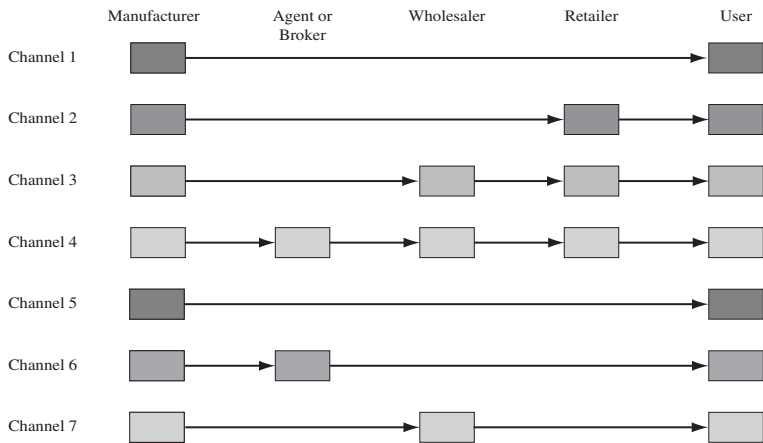 Manufacturer Agent or Wholesaler Retailer User
Broker
Channel 1
Channel 2
Channel 3
Channel 4
Channel 5
Channel 6
Channel 7